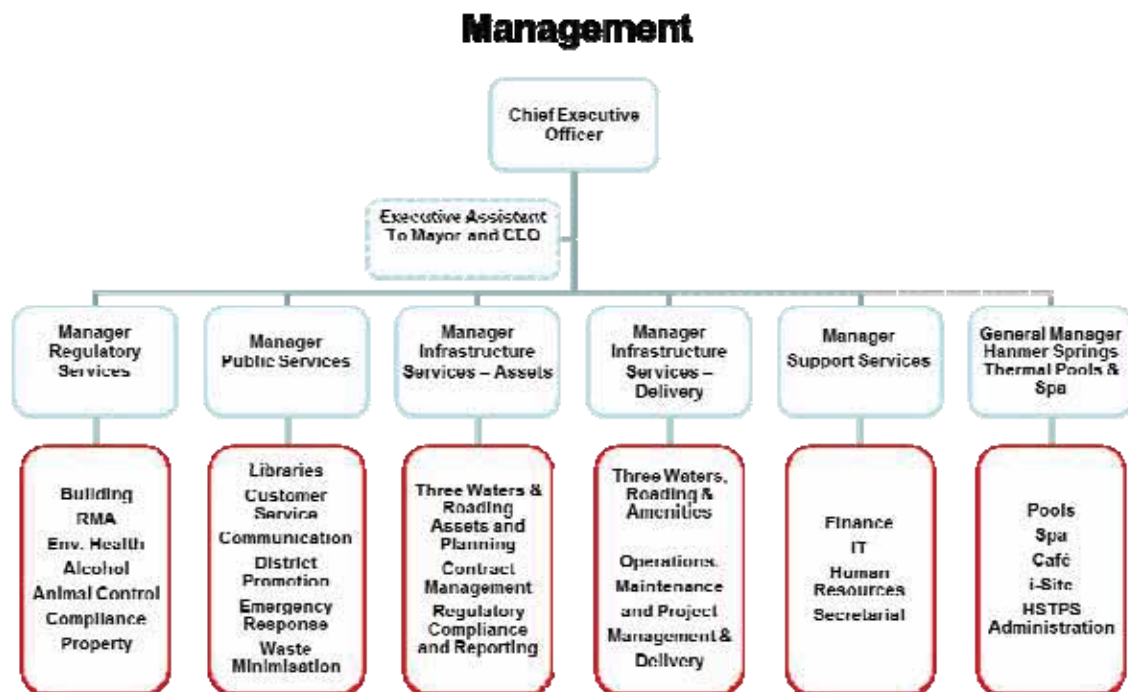 Management
Chief Executive
Officer
Executive Assistant
To Mayor and CEO
Manager
Regulatory
Services
Manager
Public Services
Manager
Infrastructure
Services – Assets
Manager
Infrastructure
Services –
Delivery
Manager
Support Services
General Manager
Hanmer Springs
Thermal Pools &
Spa
Building
RMA
Env. Health
Alcohol
Animal Control
Compliance
Property
Libraries
Customer
Service
Communication
District
Promotion
Emergency
Response
Waste
Minimisation
Three Waters &
Roading
Assets and
Planning
Contract
Management
Regulatory
Compliance
and Reporting
Three Waters,
Roading &
Amenities
Operations,
Maintenance
and Project
Management &
Delivery
Finance
IT
Human
Resources
Secretarial
Pools
Spa
Café
i-Site
HSTPS
Administration